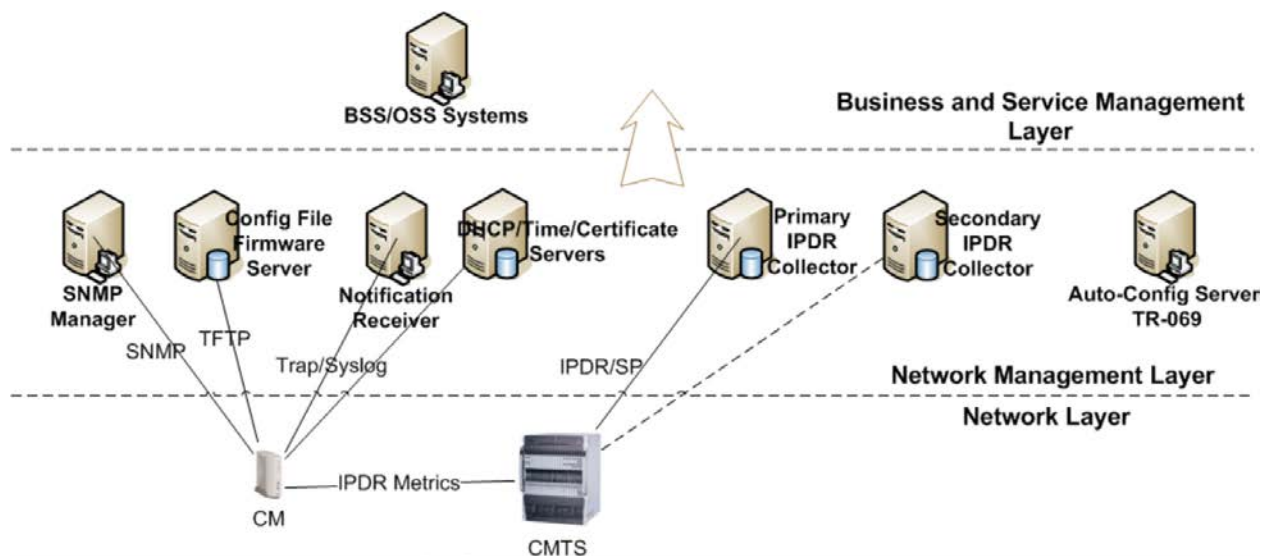 BSS/OSS Systems
Business and Service Management
Layer
Config File
Firmware
Server
DHCP/Time/Certificate
Servers
Primary
IPDR
Collector
Secondary
IPDR
Collector
SNMP
Manager
Notification
Receiver
Auto-Config Server
TR-069
SNMP
TFTP
Trap/Syslog
IPDR/SP
Network Management Layer
Network Layer
IPDR Metrics
CM
CMTS